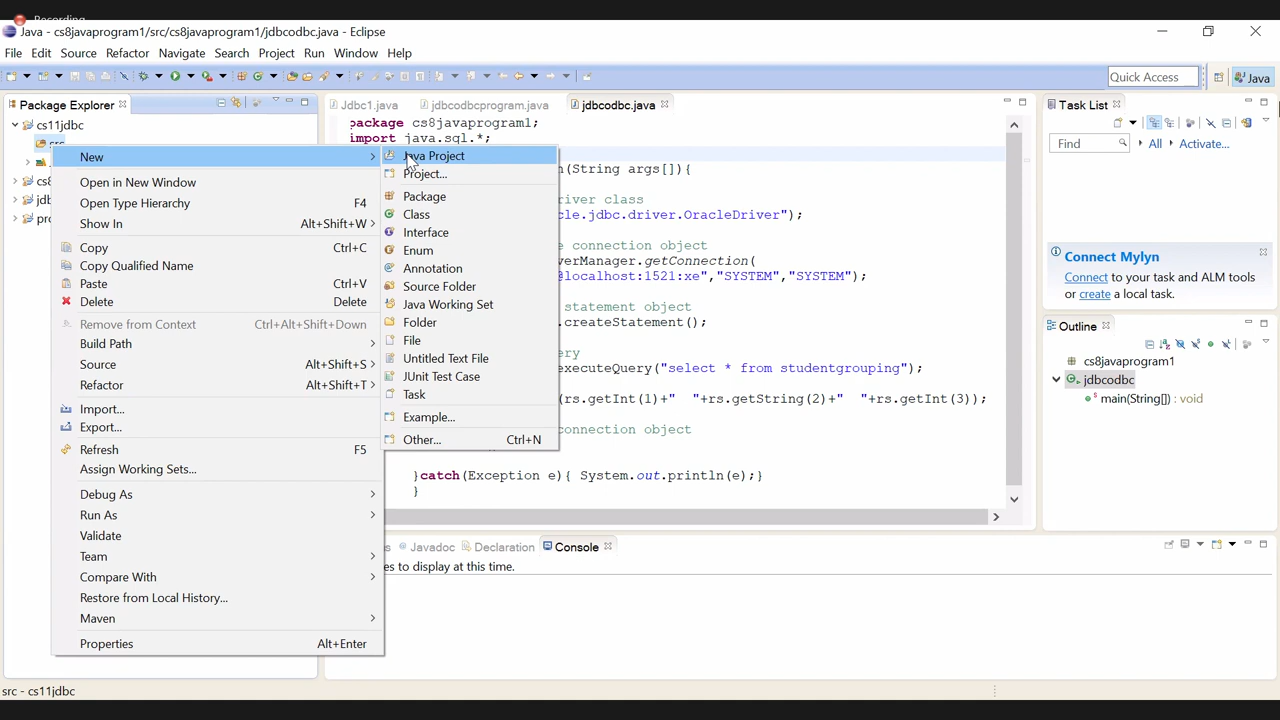 Recording
Java - cs8javaprogram1/src/cs8javaprogram1/jdbcodbc.java - Eclipse
File Edit Source Refactor Navigate Search Project Run Window Help
Quick Access
Java
Package Explorer
cs11jdbc
src
Jdbc1.java
jdbcodbcprogram.java
jdbcodbc.java
package cs8javaprogram1;
import java.sql.*;
(String args[]){
river class
cle.jdbc.driver.OracleDriver");
e connection object
verManager.getConnection(
@localhost:1521:xe","SYSTEM","SYSTEM");
statement object
.createStatement();
ery
executeQuery("select * from studentgrouping");
(rs.getInt(1)+" "+rs.getString(2)+" "+rs.getInt(3));
onnection object
}catch(Exception e){ System.out.println(e);}
}
New
Open in New Window
Open Type Hierarchy F4
Show In Alt+Shift+W
Copy Ctrl+C
Copy Qualified Name
Paste Ctrl+V
Delete Delete
Remove from Context Ctrl+Alt+Shift+Down
Build Path
Source Alt+Shift+S
Refactor Alt+Shift+T
Import...
Export...
Refresh F5
Assign Working Sets...
Debug As
Run As
Validate
Team
Compare With
Restore from Local History...
Maven
Properties Alt+Enter
Java Project
Project...
Package
Class
Interface
Enum
Annotation
Source Folder
Java Working Set
Folder
File
Untitled Text File
JUnit Test Case
Task
Example...
Other... Ctrl+N
Task List
Find
All
Activate...
Connect Mylyn
Connect to your task and ALM tools
or create a local task.
Outline
cs8javaprogram1
jdbcodbc
main(String[]) : void
Javadoc
Declaration
Console
es to display at this time.
src - cs11jdbc